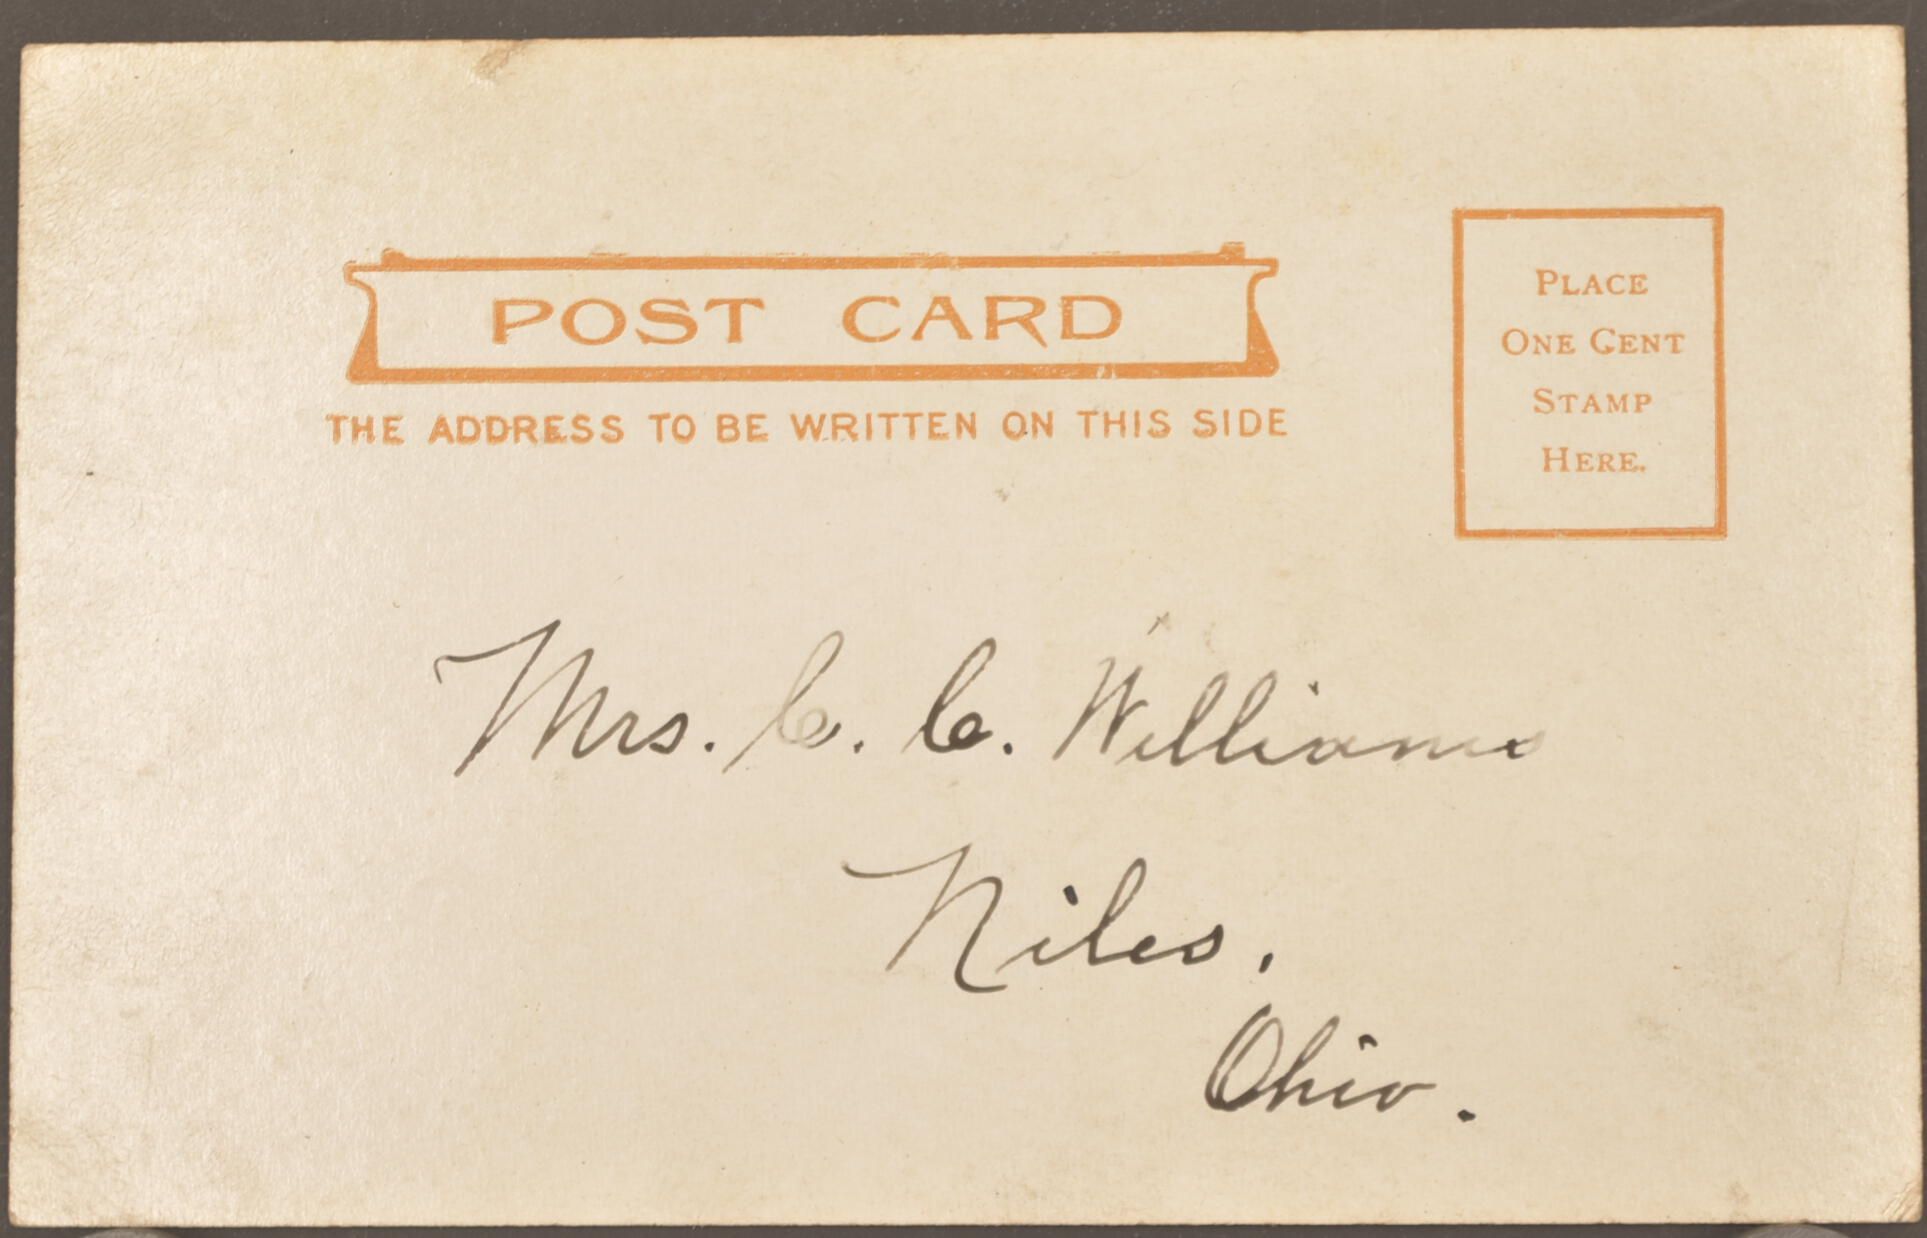 POST CARD
THE ADDRESS TO BE WRITTEN ON THIS SIDE
PLACE
ONE CENT
STAMP
HERE.
Mrs. C. C. Williams
Niles,
Ohio.